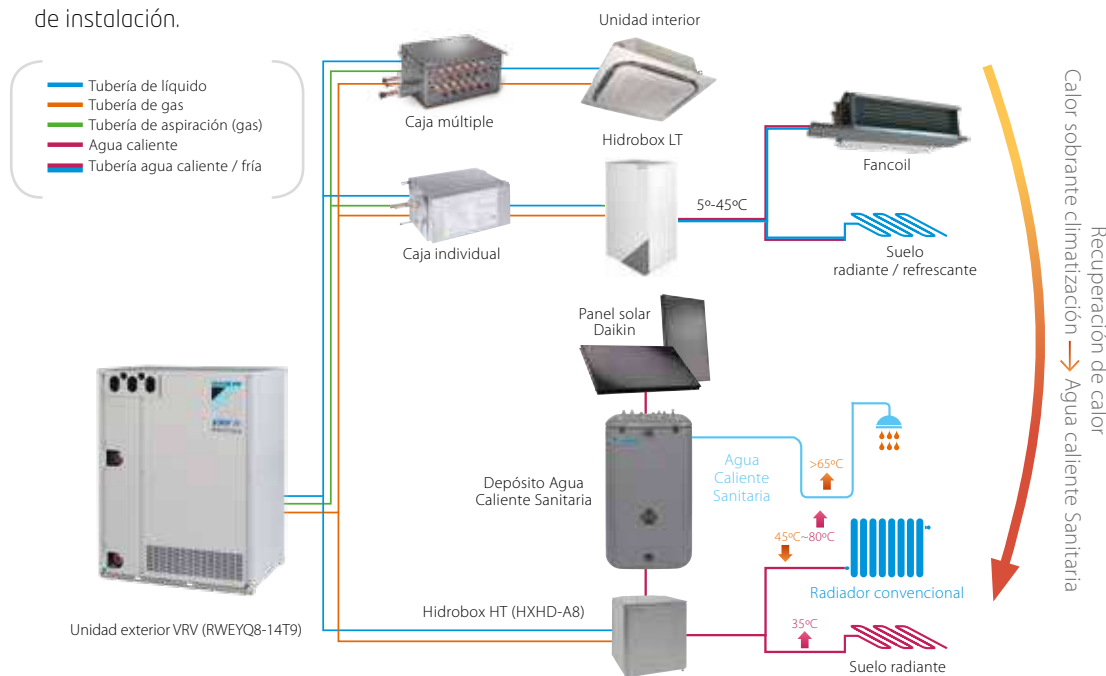 de instalación.
Tubería de líquido
Tubería de gas
Tubería de aspiración (gas)
Agua caliente
Tubería agua caliente / fría
Caja múltiple
Unidad interior
Hidrobox LT
Fancoil
5º-45ºC
Caja individual
Suelo
radiante / refrescante
Panel solar
Daikin
Depósito Agua
Caliente Sanitaria
Agua
Caliente
Sanitaria
>65ºC
45ºC~80ºC
Radiador convencional
Hidrobox HT (HXHD-A8)
35ºC
Suelo radiante
Unidad exterior VRV (RWEYQ8-14T9)
Recuperación de calor
Calor sobrante climatización → Agua caliente Sanitaria